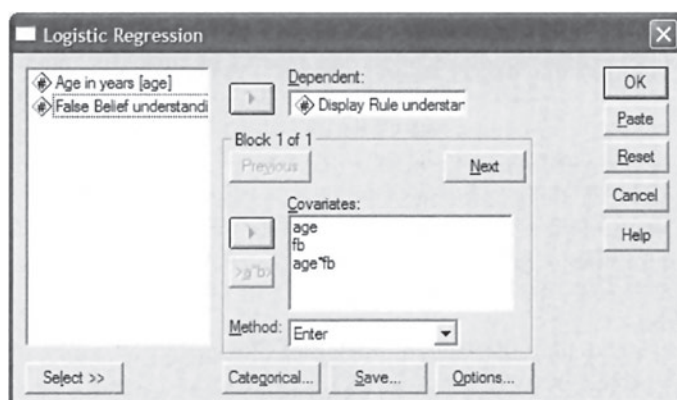 Logistic Regression
Age in years [age]
False Belief understandi
Dependent:
Display Rule understar
Block 1 of 1
Previous
Next
Covariates:
age
fb
age*fb
>a*b>
Method: Enter
Select >>
Categorical...
Save...
Options...
OK
Paste
Reset
Cancel
Help